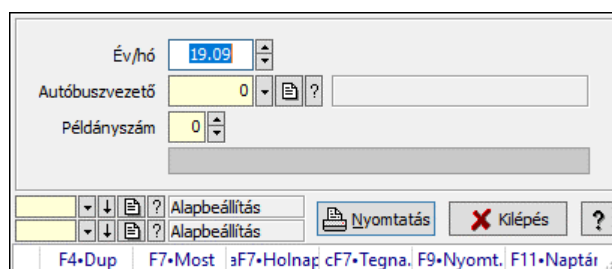 Év/hó 19.09
Autóbuszvezető 0 ?
Példányszám 0
? Alapbeállítás
? Alapbeállítás
Nyomtatás Kilépés ?
F4•Dup F7•Most aF7•Holnap cF7•Tegna. F9•Nyomt. F11•Naptár